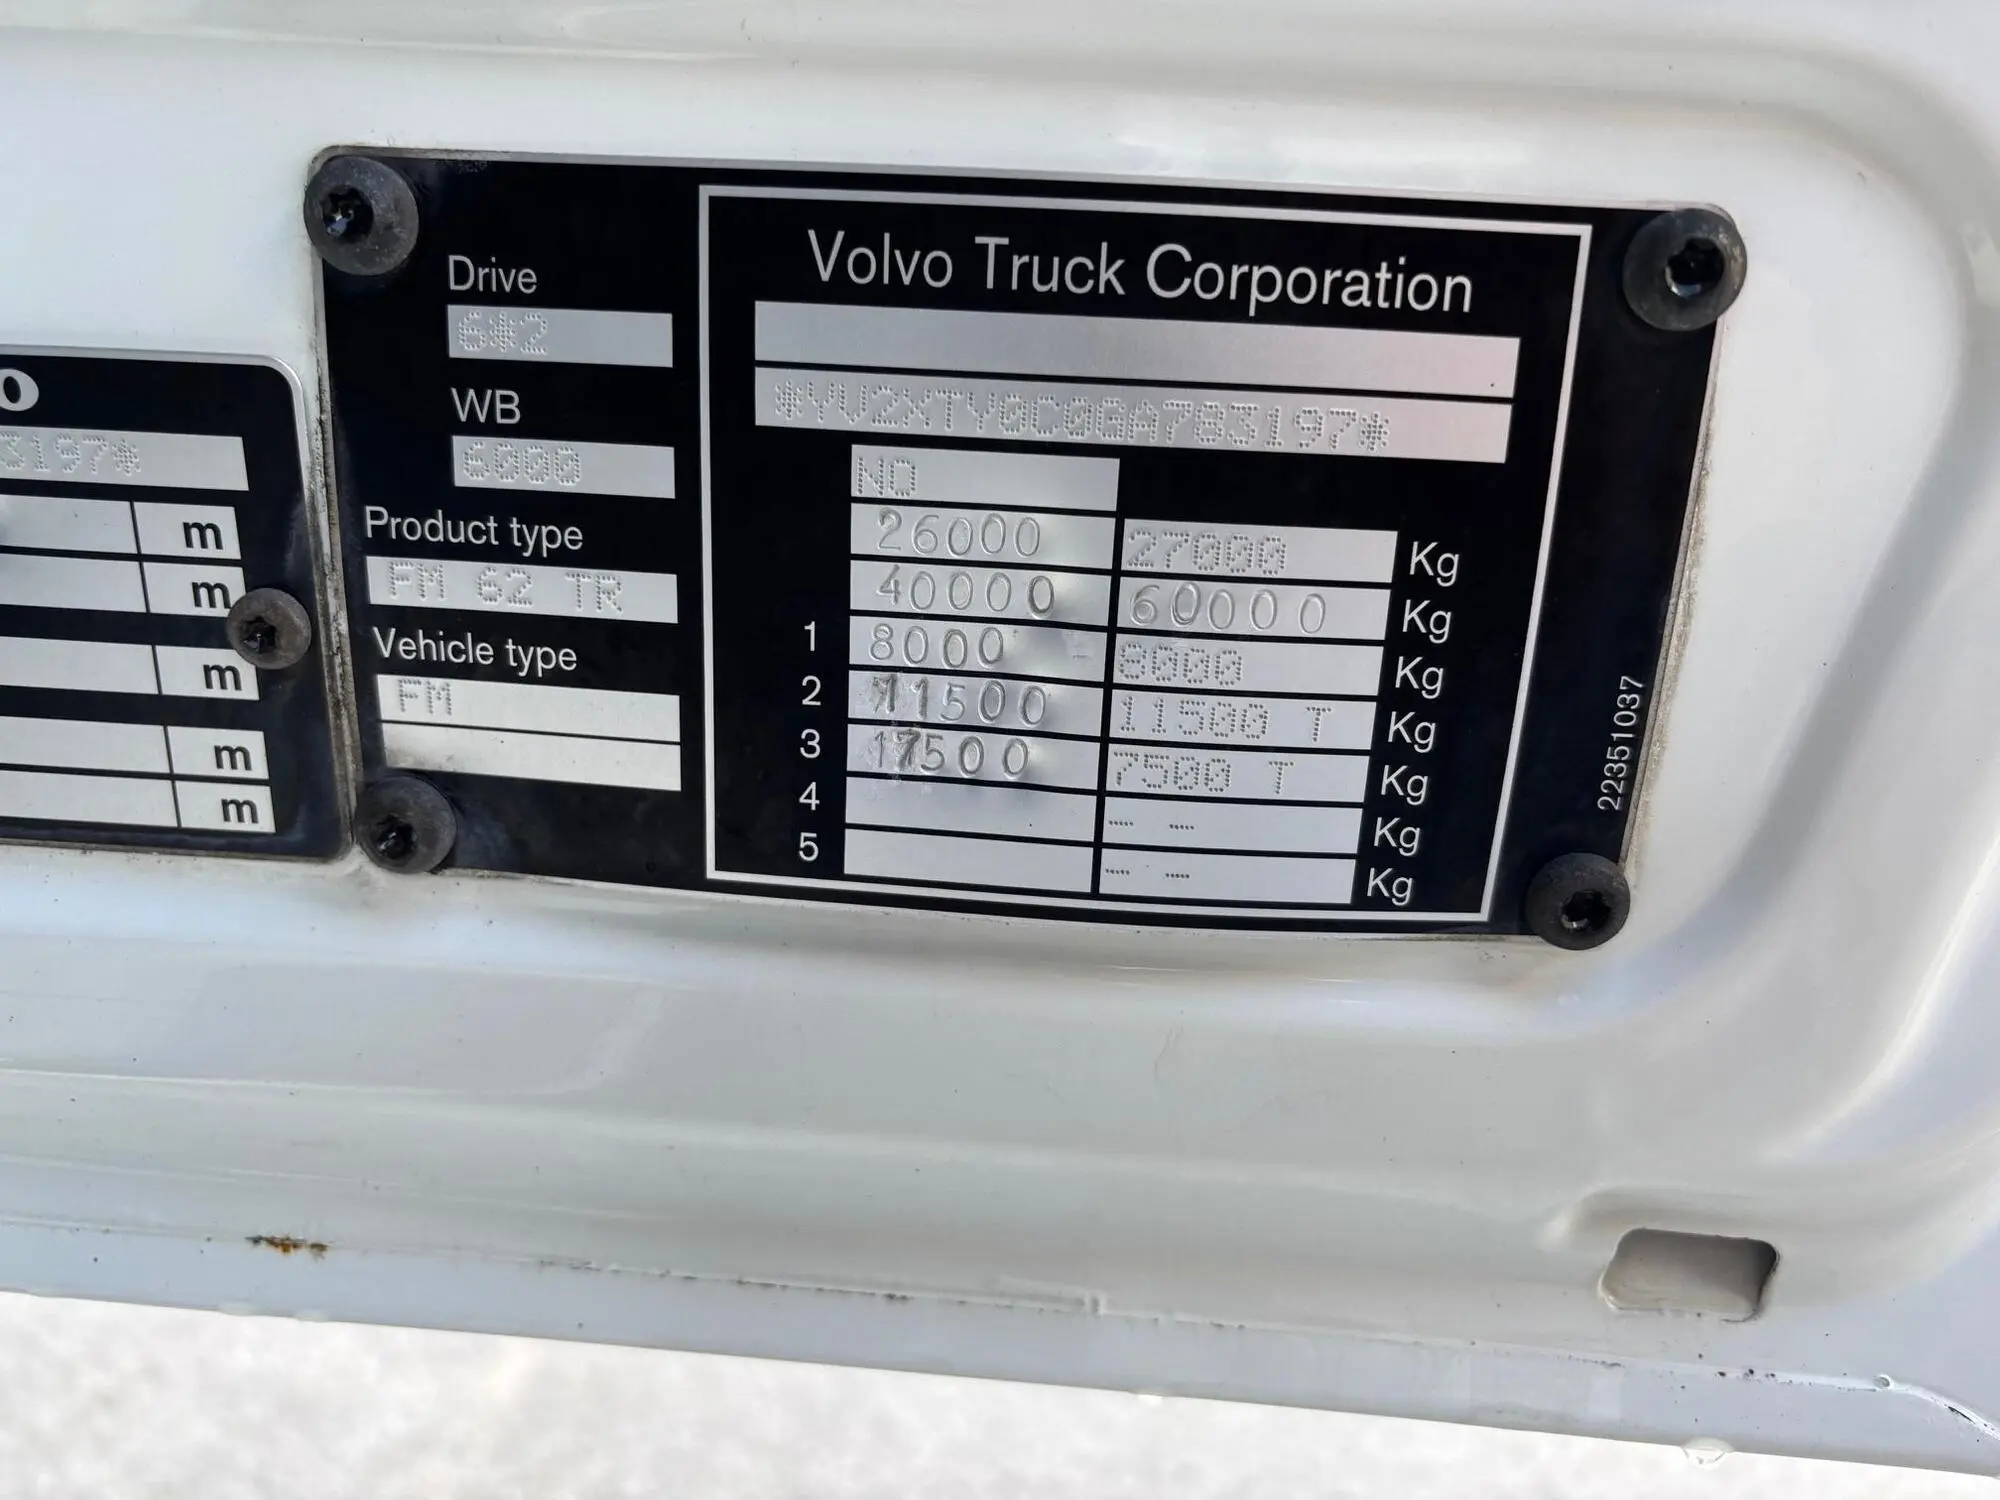 o
3197*
m
m
m
m
m
Drive
6*2
WB
6000
Product type
FM 62 TR
Vehicle type
FM
Volvo Truck Corporation
*YV2XTY0C0GA783197*
NO
26000 27000 Kg
40000 60000 Kg
1 8000 8000 Kg
2 11500 11500 T Kg
3 7500 T Kg
4 -- -- Kg
5 -- -- Kg
22351037